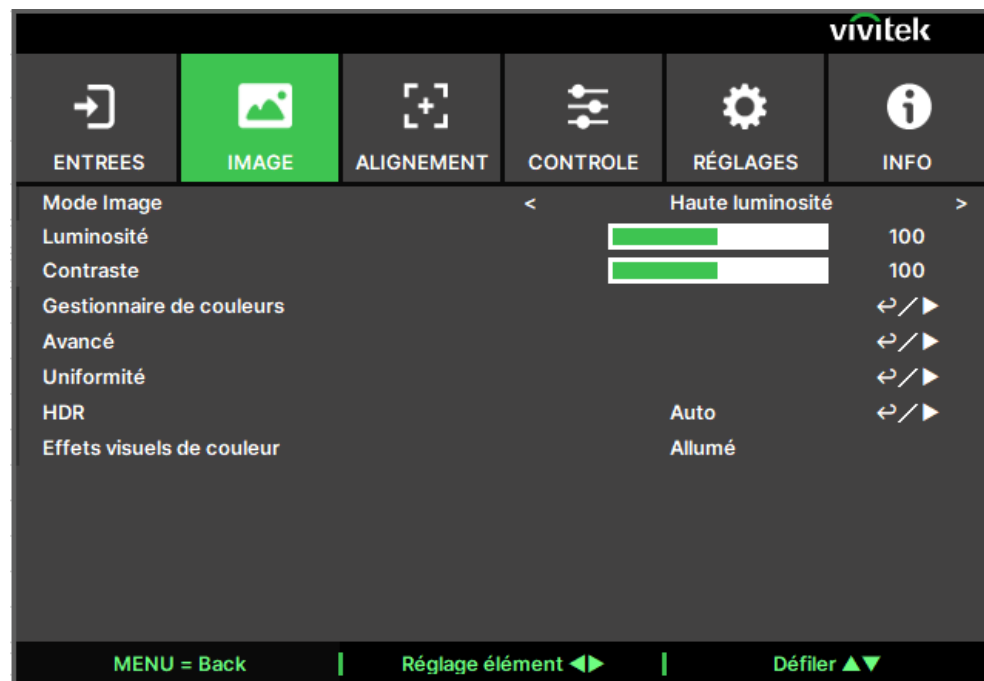 vivitek
ENTREES IMAGE ALIGNEMENT CONTROLE RÉGLAGES INFO
Mode Image < Haute luminosité >
Luminosité 100
Contraste 100
Gestionnaire de couleurs ↩/▶
Avancé ↩/▶
Uniformité ↩/▶
HDR Auto ↩/▶
Effets visuels de couleur Allumé
MENU = Back Réglage élément ◀▶ Défiler ▲▼